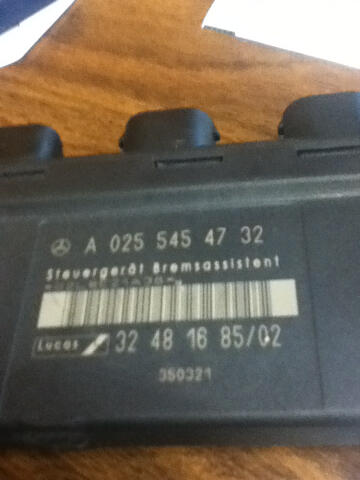 A 025 545 47 32
Steuergerät Bremsassistent
Lucas 32 48 16 85/02
350321